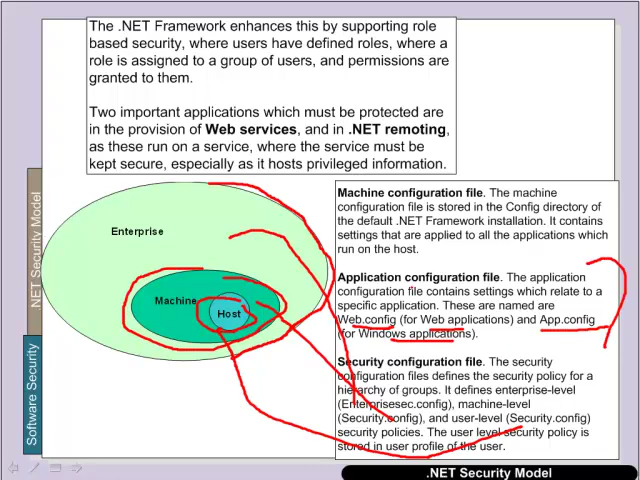 The .NET Framework enhances this by supporting role
based security, where users have defined roles, where a
role is assigned to a group of users, and permissions are
granted to them.
Two important applications which must be protected are
in the provision of Web services, and in .NET remoting,
as these run on a service, where the service must be
kept secure, especially as it hosts privileged information.
.NET Security Model
Software Security
Enterprise
Machine
Host
Machine configuration file. The machine
configuration file is stored in the Config directory of
the default .NET Framework installation. It contains
settings that are applied to all the applications which
run on the host.
Application configuration file. The application
configuration file contains settings which relate to a
specific application. These are named are
Web.config (for Web applications) and App.config
(for Windows applications).
Security configuration file. The security
configuration files defines the security policy for a
hierarchy of groups. It defines enterprise-level
(Enterprisesec.config), machine-level
(Security.config), and user-level (Security.config)
security policies. The user level security policy is
stored in user profile of the user.
.NET Security Model